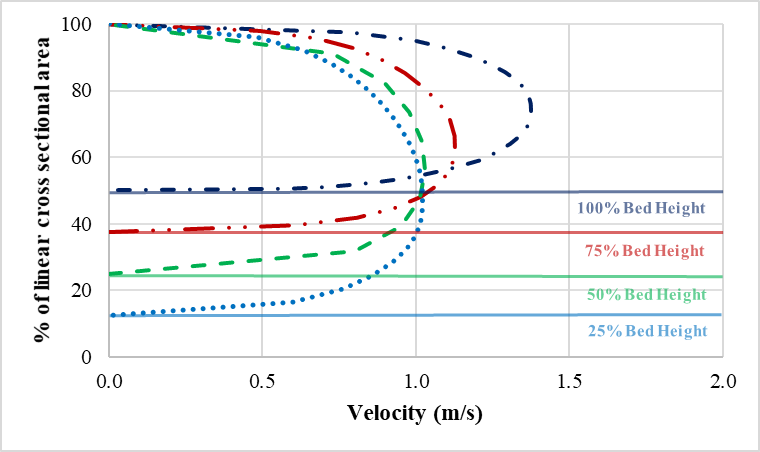 100
80
60
40
20
0
% of linear cross sectional area
100% Bed Height
75% Bed Height
50% Bed Height
25% Bed Height
0.0 0.5 1.0 1.5 2.0
Velocity (m/s)